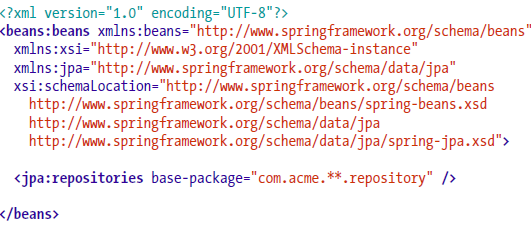 <?xml version="1.0" encoding="UTF-8"?>
<beans:beans xmlns:beans="http://www.springframework.org/schema/beans"
xmlns:xsi="http://www.w3.org/2001/XMLSchema-instance"
xmlns:jpa="http://www.springframework.org/schema/data/jpa"
xsi:schemaLocation="http://www.springframework.org/schema/beans
http://www.springframework.org/schema/beans/spring-beans.xsd
http://www.springframework.org/schema/data/jpa
http://www.springframework.org/schema/data/jpa/spring-jpa.xsd">
<jpa:repositories base-package="com.acme.**.repository" />
</beans>